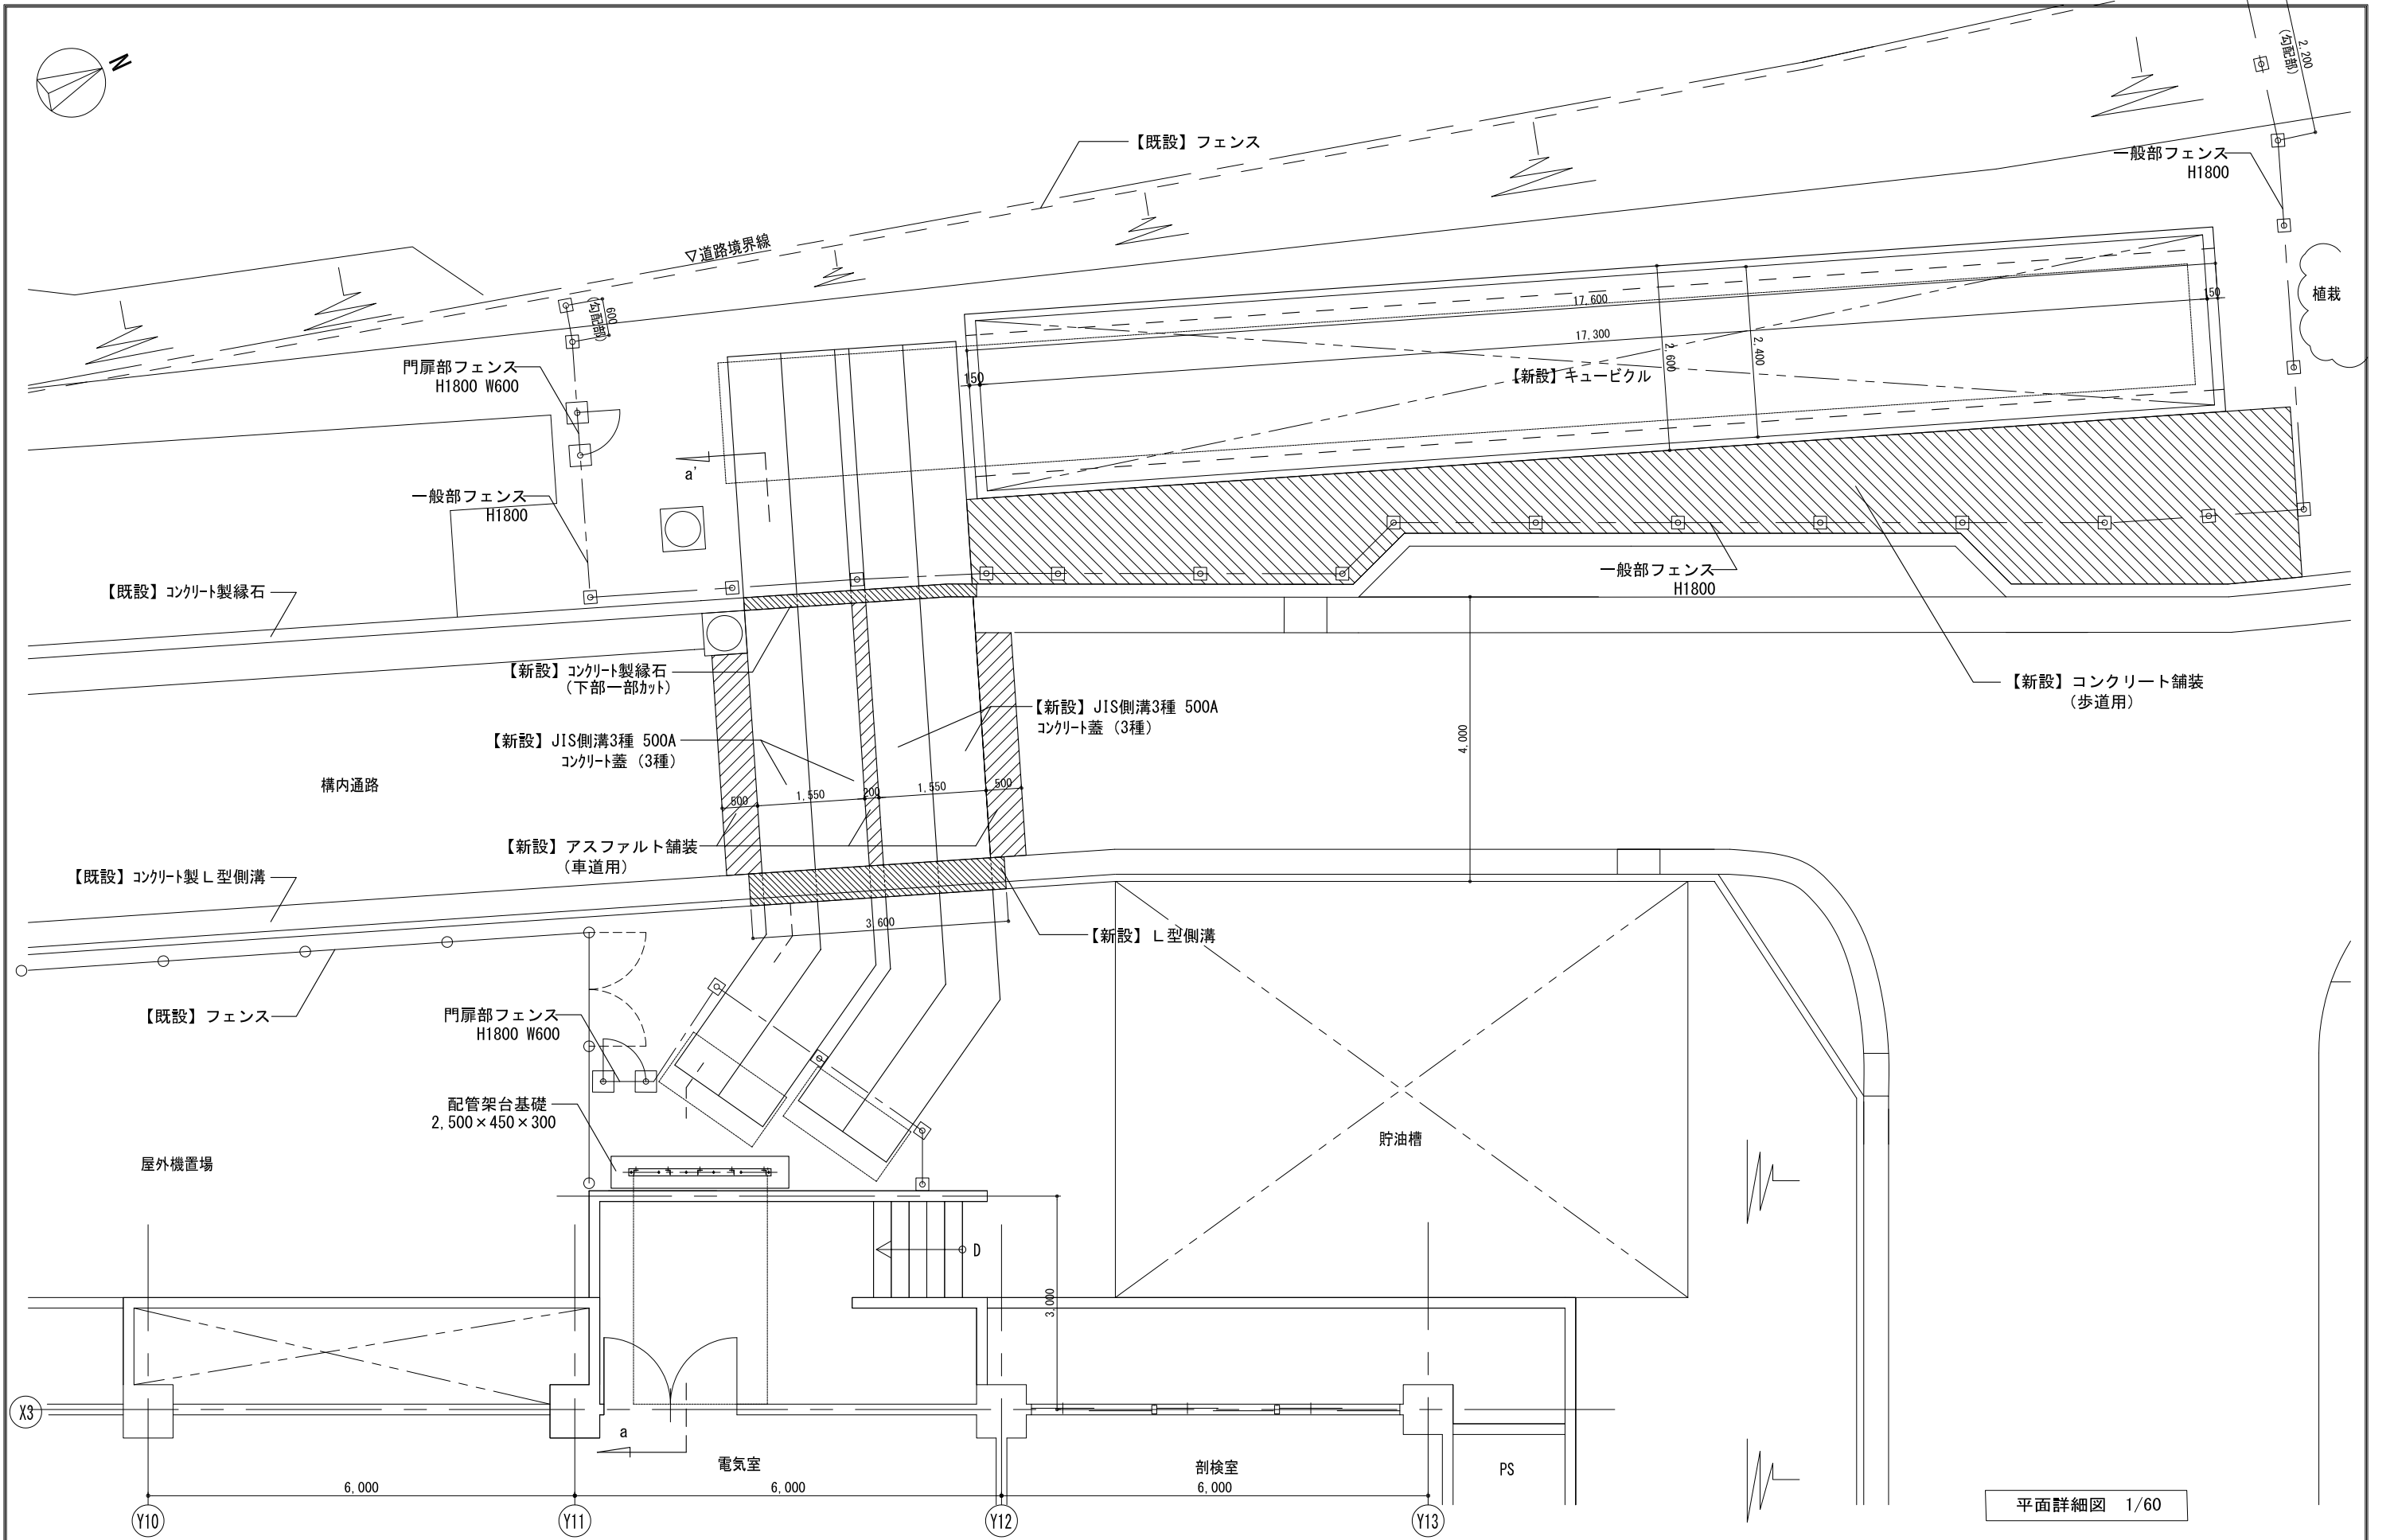 N
2,200
(勾配部)
【既設】フェンス
一般部フェンス
H1800
▽道路境界線
植栽
600
(勾配部)
17,600
150
17,300
2,600
2,400
門扉部フェンス
H1800 W600
150
【新設】キュービクル
a'
一般部フェンス
H1800
一般部フェンス
H1800
【既設】コンクリート製縁石
【新設】コンクリート製縁石
(下部一部カット)
【新設】コンクリート舗装
(歩道用)
【新設】JIS側溝3種 500A
コンクリート蓋 (3種)
【新設】JIS側溝3種 500A
コンクリート蓋 (3種)
4,000
構内通路
500
1,550
200
1,550
500
【新設】アスファルト舗装
(車道用)
【既設】コンクリート製L型側溝
3,600
【新設】L型側溝
【既設】フェンス
門扉部フェンス
H1800 W600
配管架台基礎
2,500×450×300
貯油槽
屋外機置場
D
3,000
X3
a
電気室
剖検室
PS
6,000
6,000
6,000
Y10
Y11
Y12
Y13
平面詳細図 1/60